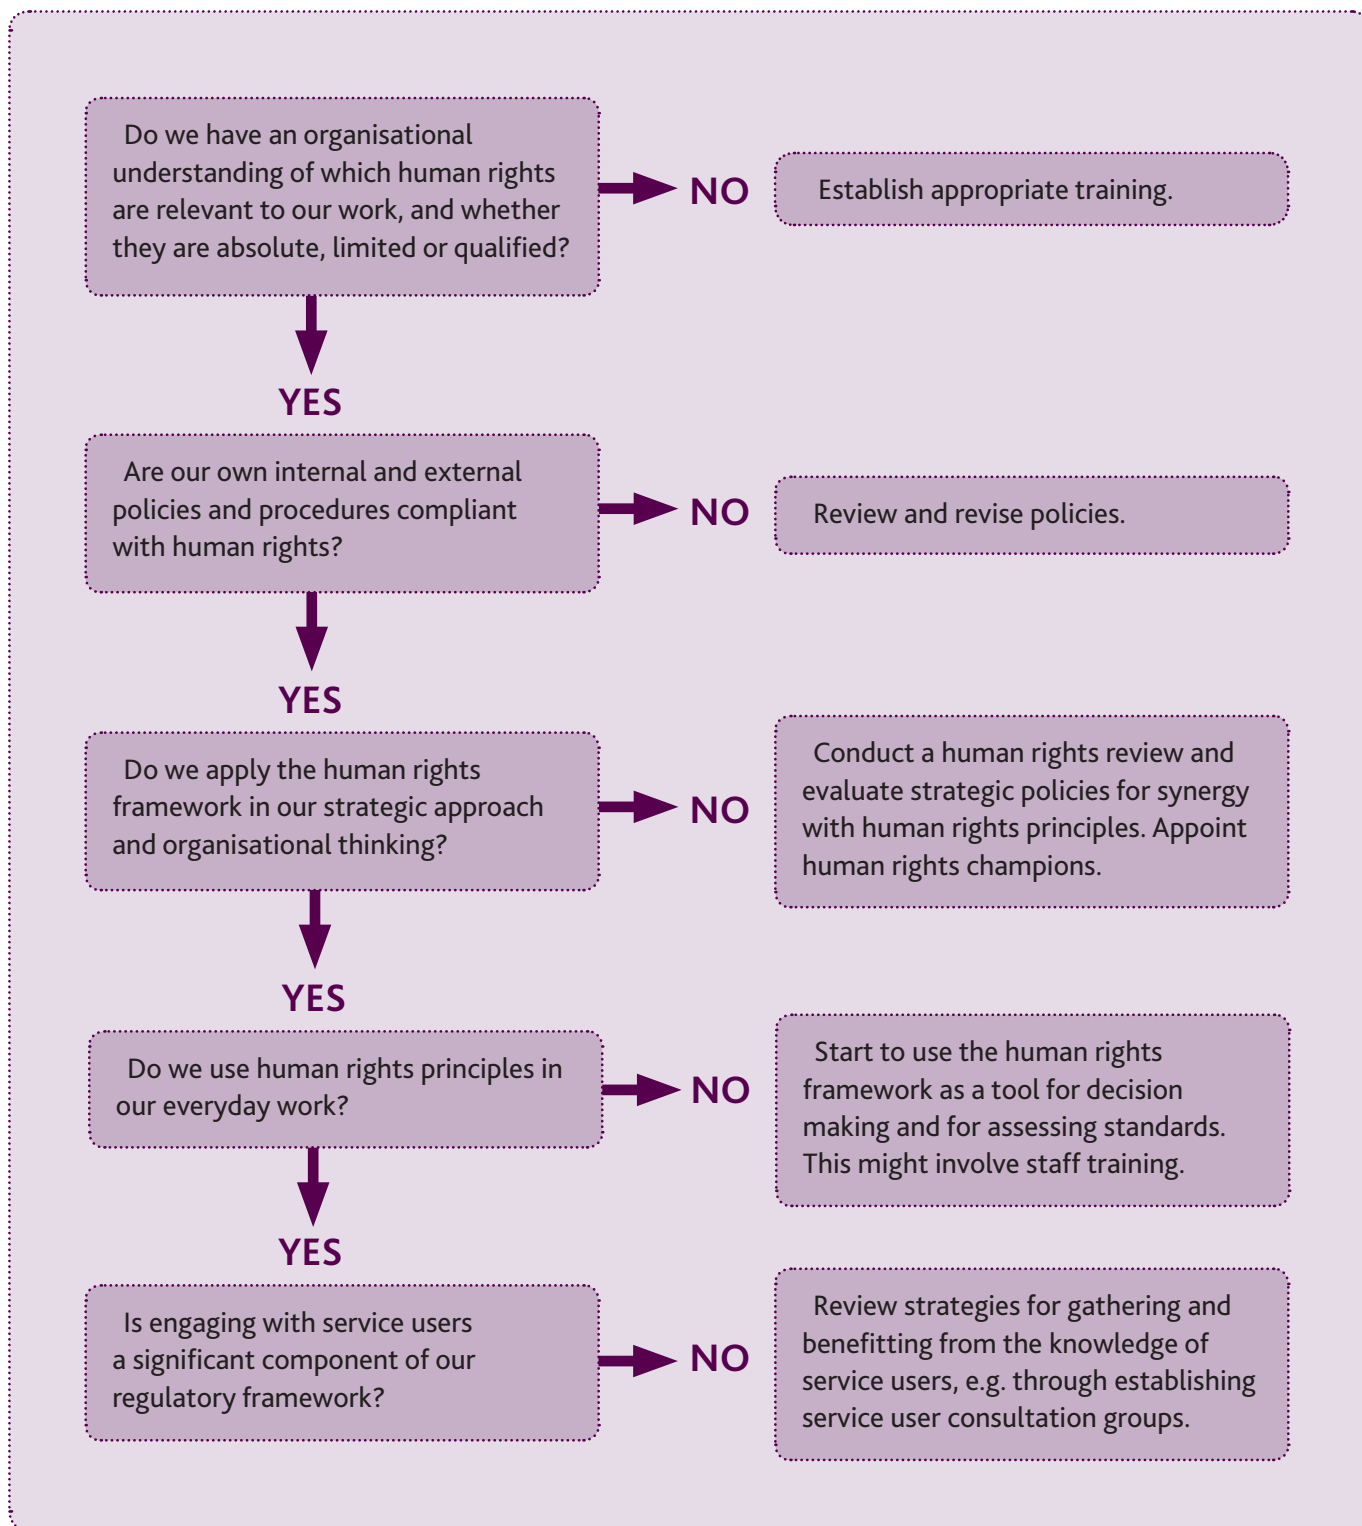 Do we have an organisational
understanding of which human rights
are relevant to our work, and whether
they are absolute, limited or qualified?
NO
Establish appropriate training.
YES
Are our own internal and external
policies and procedures compliant
with human rights?
NO
Review and revise policies.
YES
Do we apply the human rights
framework in our strategic approach
and organisational thinking?
NO
Conduct a human rights review and
evaluate strategic policies for synergy
with human rights principles. Appoint
human rights champions.
YES
Do we use human rights principles in
our everyday work?
NO
Start to use the human rights
framework as a tool for decision
making and for assessing standards.
This might involve staff training.
YES
Is engaging with service users
a significant component of our
regulatory framework?
NO
Review strategies for gathering and
benefitting from the knowledge of
service users, e.g. through establishing
service user consultation groups.